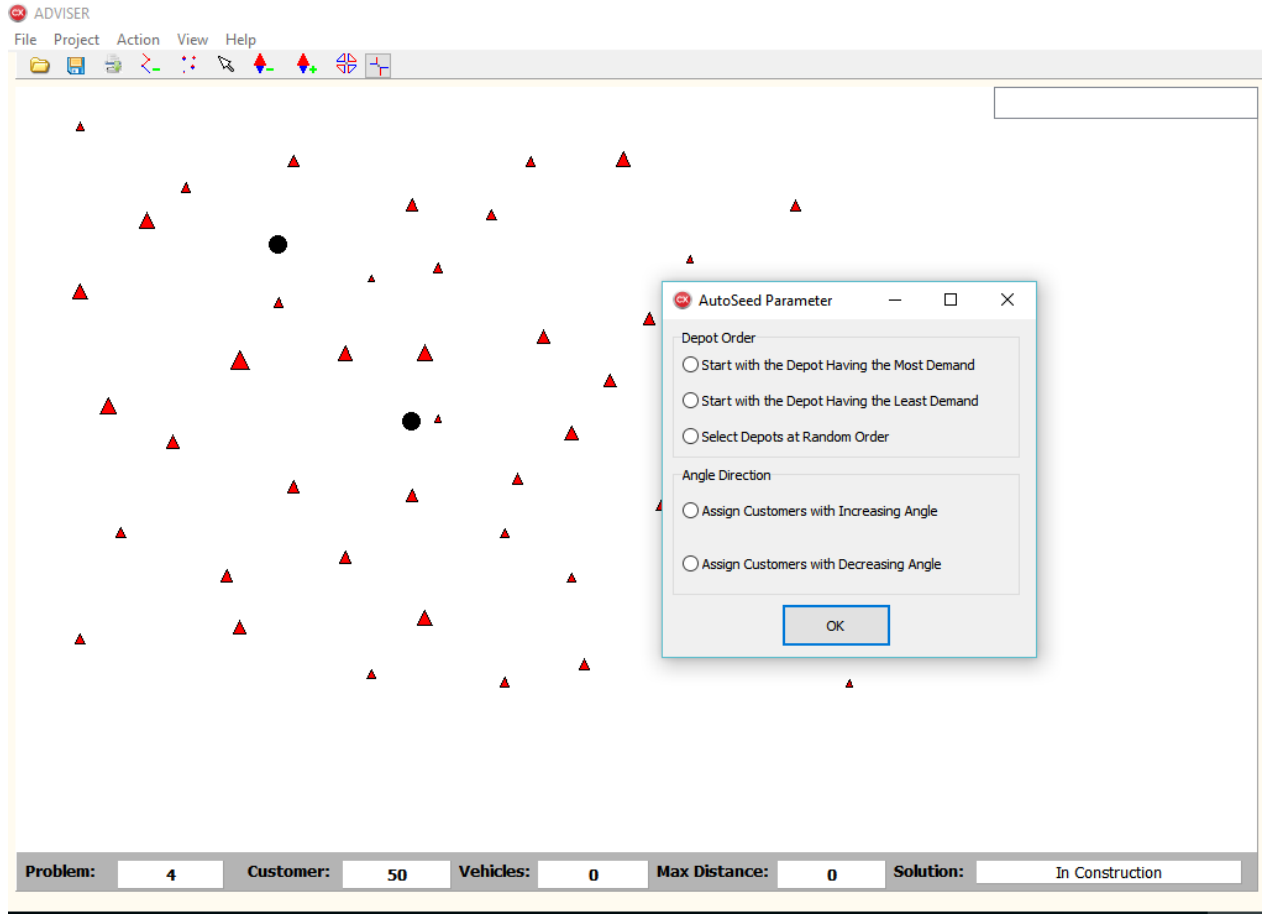 ADVISER
File Project Action View Help
AutoSeed Parameter
Depot Order
Start with the Depot Having the Most Demand
Start with the Depot Having the Least Demand
Select Depots at Random Order
Angle Direction
Assign Customers with Increasing Angle
Assign Customers with Decreasing Angle
OK
Problem: 4 Customer: 50 Vehicles: 0 Max Distance: 0 Solution: In Construction